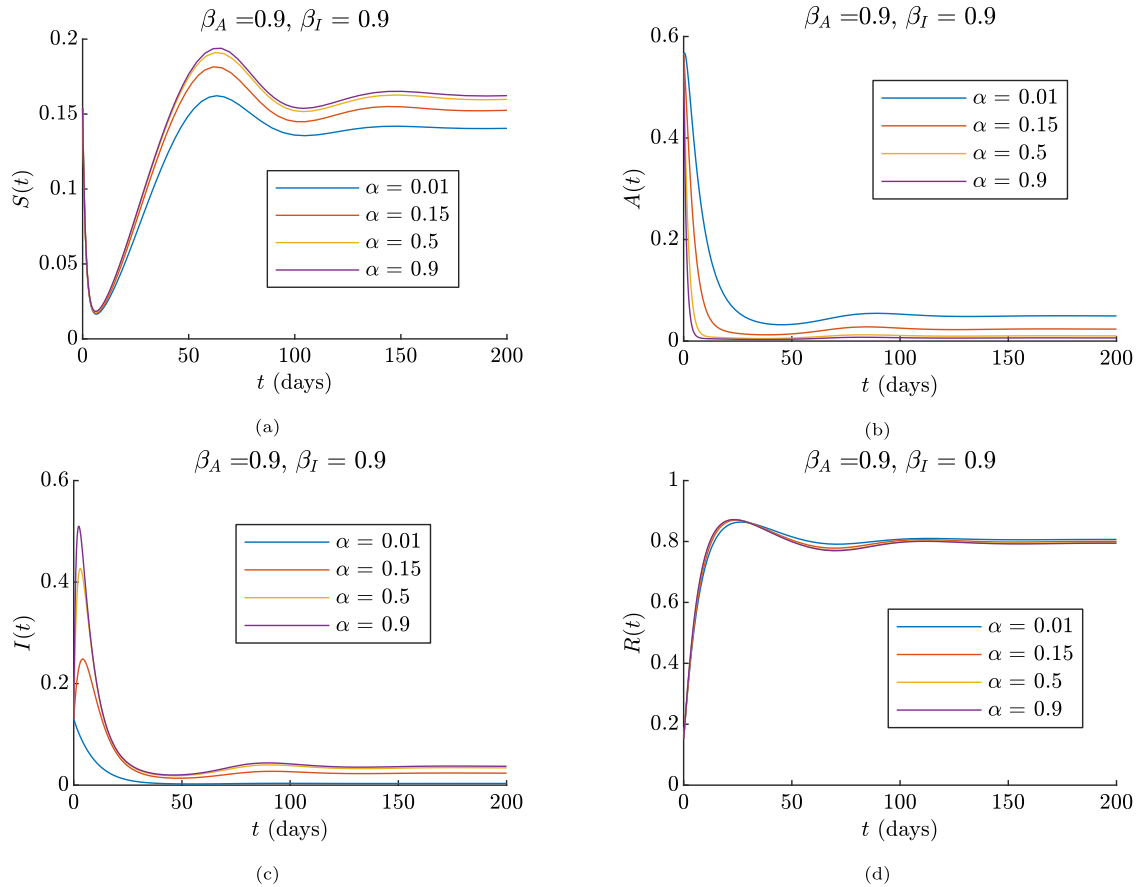 β_A =0.9, β_I = 0.9
0.2
0.15
0.1
0.05
0
S(t)
α = 0.01
α = 0.15
α = 0.5
α = 0.9
0 50 100 150 200
t (days)
(a)
β_A =0.9, β_I = 0.9
0.6
0.4
0.2
0
A(t)
α = 0.01
α = 0.15
α = 0.5
α = 0.9
0 50 100 150 200
t (days)
(b)
β_A =0.9, β_I = 0.9
0.6
0.4
0.2
0
I(t)
α = 0.01
α = 0.15
α = 0.5
α = 0.9
0 50 100 150 200
t (days)
(c)
β_A =0.9, β_I = 0.9
1
0.8
0.6
0.4
0.2
0
R(t)
α = 0.01
α = 0.15
α = 0.5
α = 0.9
0 50 100 150 200
t (days)
(d)